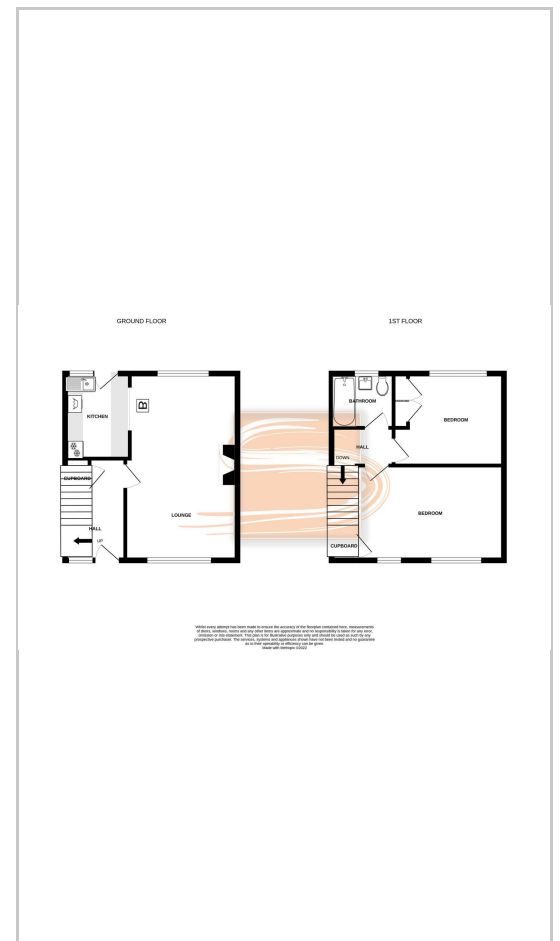 GROUND FLOOR
1ST FLOOR
KITCHEN
B
CUPBOARD
HALL
UP
LOUNGE
BATHROOM
BEDROOM
HALL
DOWN
BEDROOM
CUPBOARD
Whilst every attempt has been made to ensure the accuracy of the floorplan contained here, measurements
of doors, windows, rooms and any other items are approximate and no responsibility is taken for any error,
omission or mis-statement. This plan is for illustrative purposes only and should be used as such by any
prospective purchaser. The services, systems and appliances shown have not been tested and no guarantee
as to their operability or efficiency can be given.
Made with Metropix ©2022